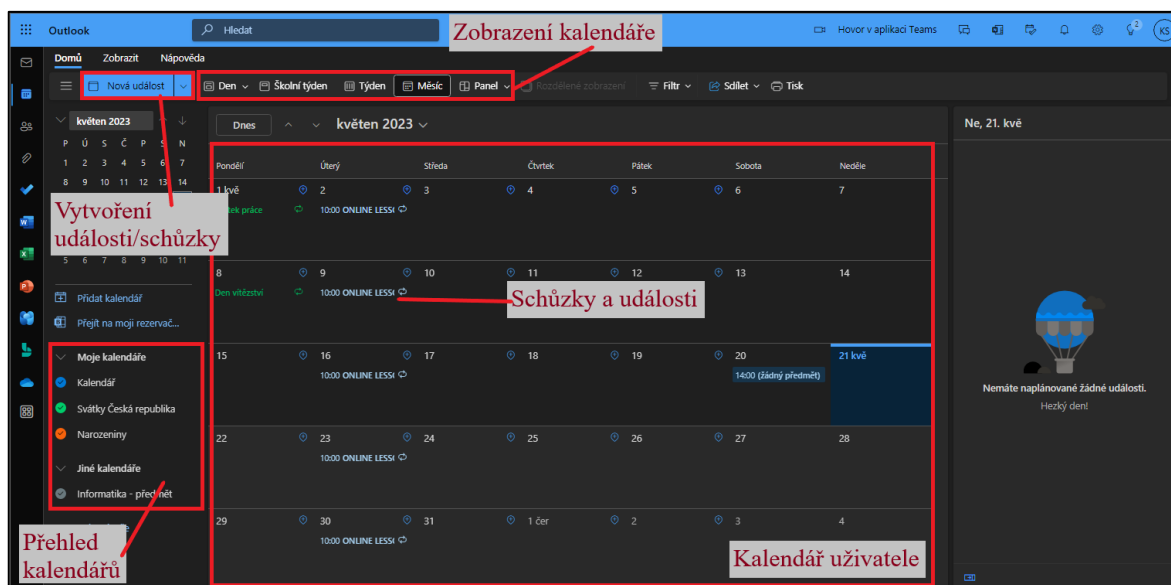 Outlook
Hledat
Zobrazení kalendáře
Hovor v aplikaci Teams
2
KS
Domů Zobrazit Nápověda
Nová událost
Den Školní týden Týden Měsíc Panel Rozdělené zobrazení Filtr Sdílet Tisk
květen 2023
P Ú S Č P S N
1 2 3 4 5 6 7
8 9 10 11 12 13 14
Vytvoření
události/schůzky
5 6 7 8 9 10 11
Přidat kalendář
Přejít na moji rezervač...
Moje kalendáře
Kalendář
Svátky Česká republika
Narozeniny
Jiné kalendáře
Informatika - předmět
Přehled
kalendářů
Dnes květen 2023
Pondělí Úterý Středa Čtvrtek Pátek Sobota Neděle
1 kvě 2 3 4 5 6 7
práce 10:00 ONLINE LESS
8 9 10 11 12 13 14
Den vítězství 10:00 ONLINE LESS
Schůzky a události
15 16 17 18 19 20 21 kvě
10:00 ONLINE LESS 14:00 (žádný předmět)
22 23 24 25 26 27 28
10:00 ONLINE LESS
29 30 31 1 čer 2 3 4
10:00 ONLINE LESS
Kalendář uživatele
Ne, 21. kvě
Nemáte naplánované žádné události.
Hezký den!